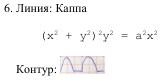 6. Линия: Каппа
(x² + y²)²y² = a²x²
Контур: